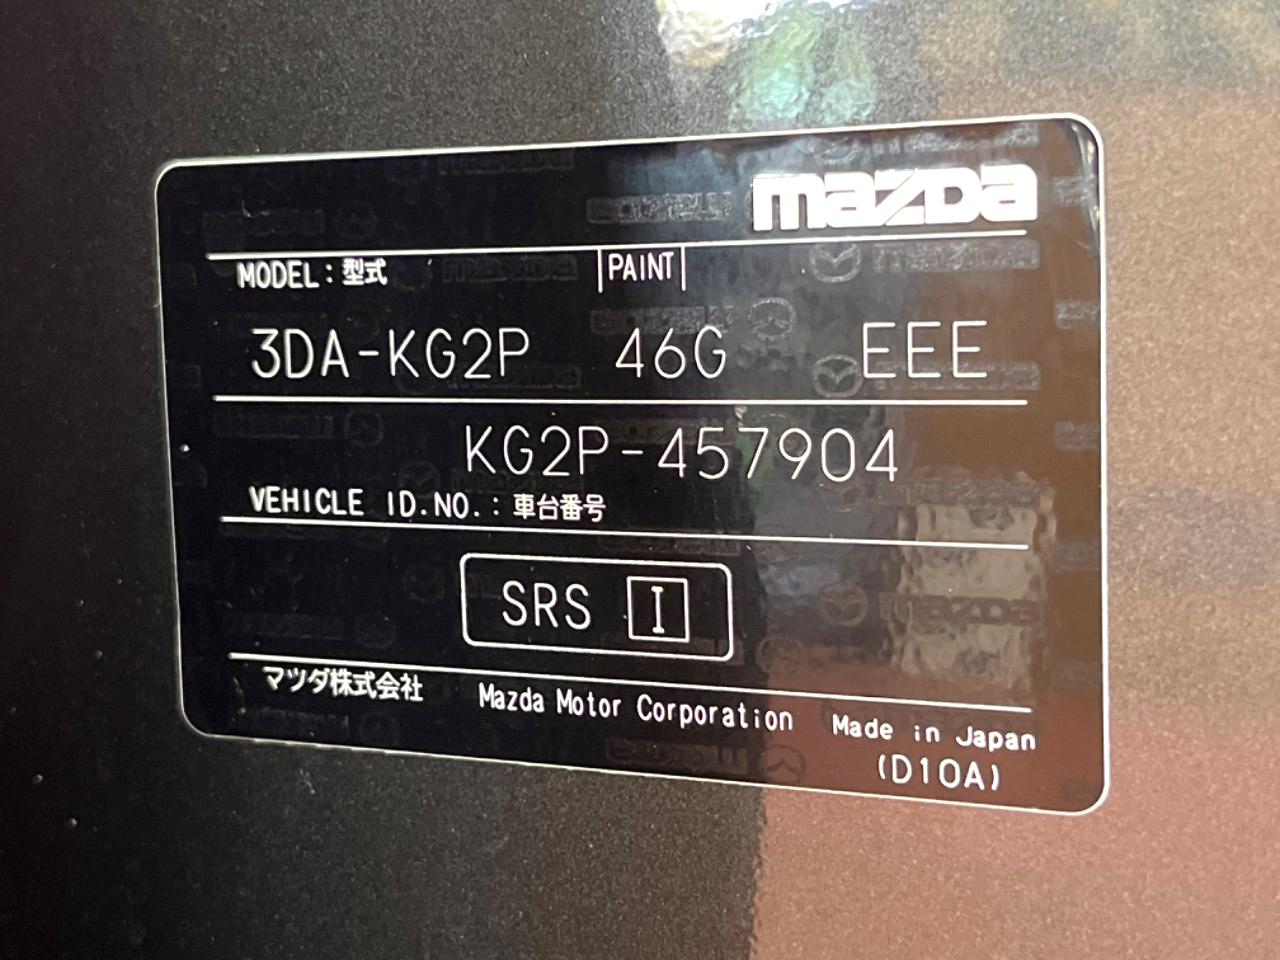 mazda
MODEL：型式 PAINT
3DA-KG2P 46G EEE
KG2P-457904
VEHICLE ID.NO.：車台番号
SRS I
マツダ株式会社 Mazda Motor Corporation Made in Japan
(D10A)